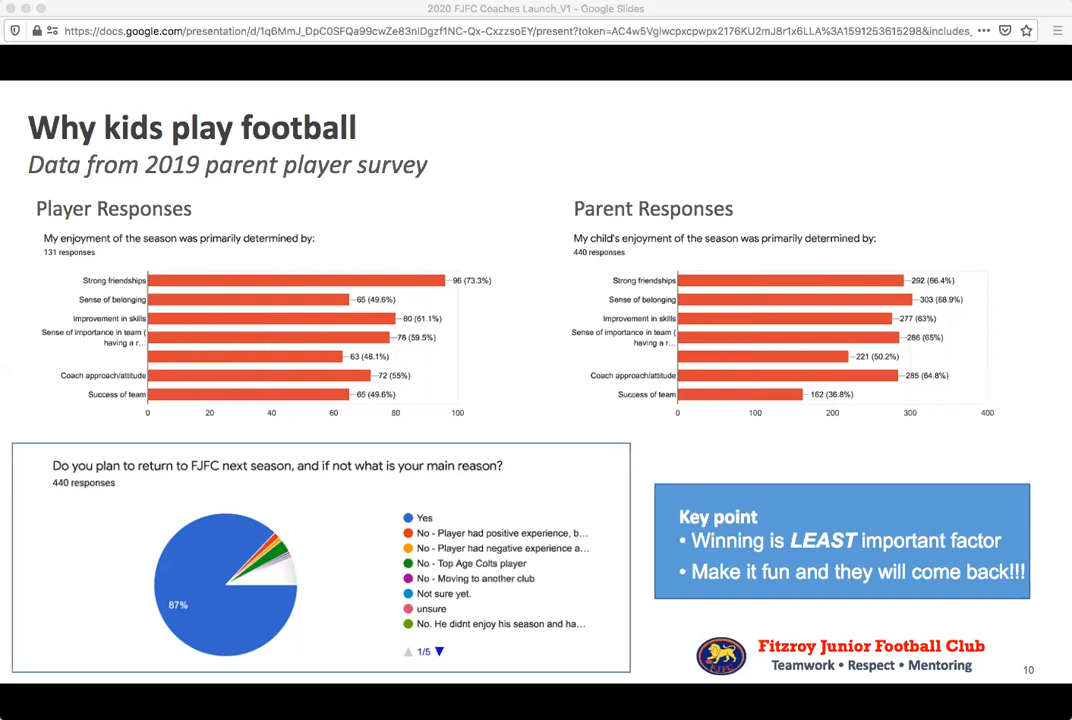 2020 FJFC Coaches Launch_V1 - Google Slides
https://docs.google.com/presentation/d/1q6MmJ_DpC0SFQa99cwZe83nlDgzf1NC-Qx-CxzzsoEY/present?token=AC4w5Vglwcpxcpwpx2176KU2mJ8r1x6LLA%3A1591253615298&includes_
Why kids play football
Data from 2019 parent player survey
Player Responses
My enjoyment of the season was primarily determined by:
131 responses
Strong friendships 96 (73.3%)
Sense of belonging 65 (49.6%)
Improvement in skills 80 (61.1%)
Sense of importance in team ( 78 (59.5%)
having a r...
63 (48.1%)
Coach approach/attitude 72 (55%)
Success of team 65 (49.6%)
0 20 40 60 80 100
Parent Responses
My child's enjoyment of the season was primarily determined by:
440 responses
Strong friendships 292 (66.4%)
Sense of belonging 303 (68.9%)
Improvement in skills 277 (63%)
Sense of importance in team ( 286 (65%)
having a r...
221 (50.2%)
Coach approach/attitude 285 (64.8%)
Success of team 162 (36.8%)
0 100 200 300 400
Do you plan to return to FJFC next season, and if not what is your main reason?
440 responses
87%
Yes
No - Player had positive experience, b...
No - Player had negative experience a...
No - Top Age Colts player
No - Moving to another club
Not sure yet.
unsure
No. He didnt enjoy his season and ha...
1/5
Key point
• Winning is LEAST important factor
• Make it fun and they will come back!!!
FJFC
Fitzroy Junior Football Club
Teamwork • Respect • Mentoring
10